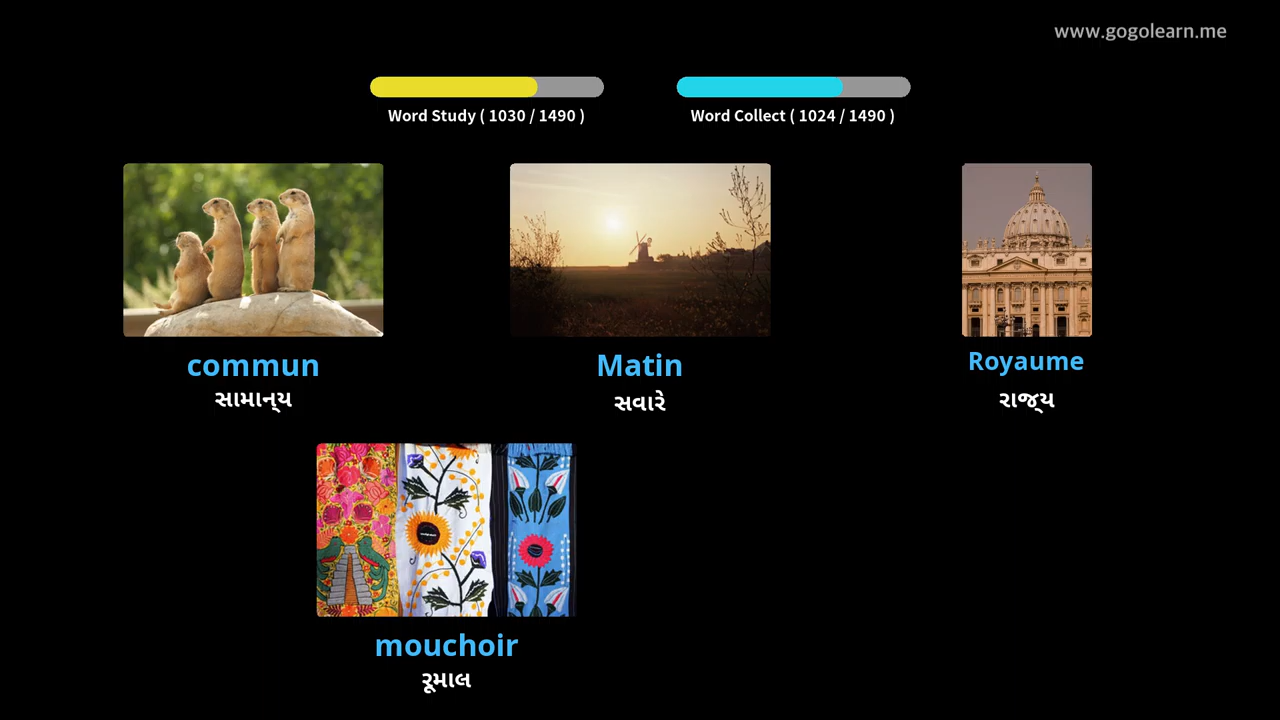 www.gogolearn.me
Word Study ( 1030 / 1490 )
Word Collect ( 1024 / 1490 )
commun
સામાન્ય
Matin
સવારે
Royaume
રાજ્ય
mouchoir
રૂમાલ